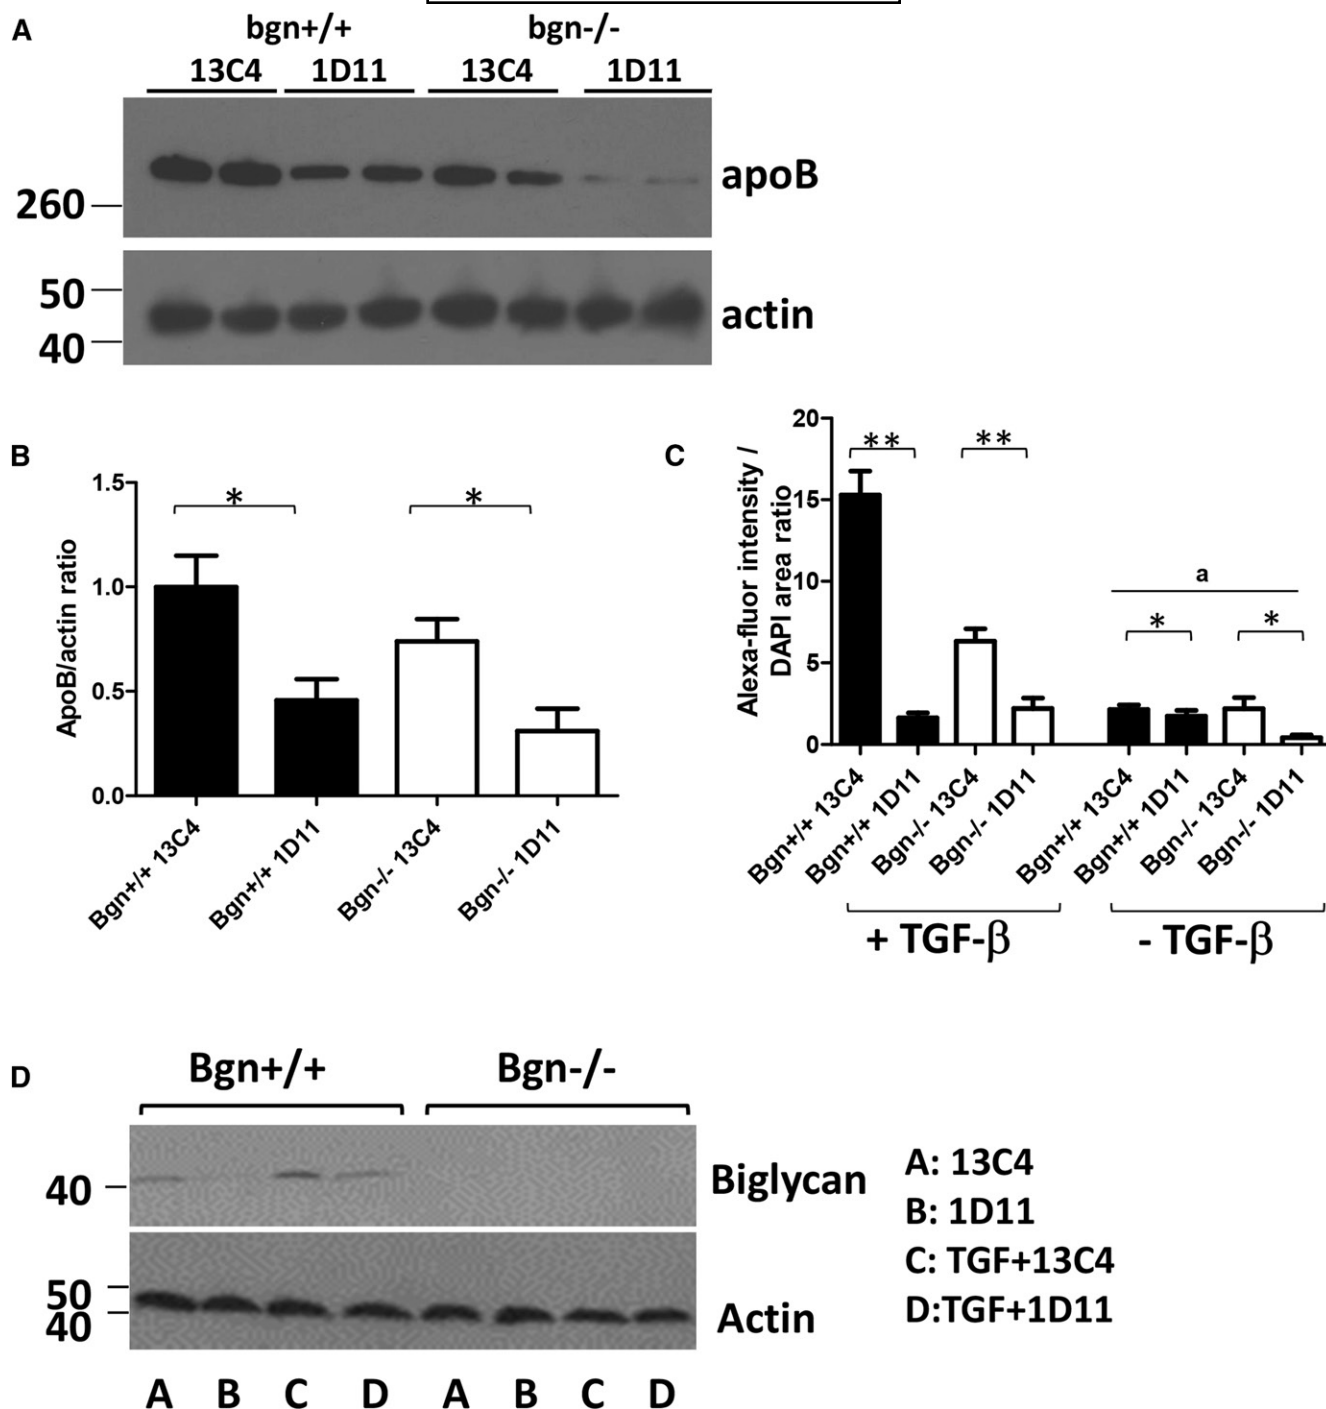 A
bgn+/+ bgn-/-
13C4 1D11 13C4 1D11
apoB
260
50
actin
40
B
1.5
1.0
0.5
0.0
ApoB/actin ratio
* *
Bgn+/+ 13C4
Bgn+/+ 1D11
Bgn-/- 13C4
Bgn-/- 1D11
C
20
15
10
5
0
Alexa-fluor intensity /
DAPI area ratio
** **
a
* *
Bgn+/+ 13C4
Bgn+/+ 1D11
Bgn-/- 13C4
Bgn-/- 1D11
Bgn+/+ 13C4
Bgn+/+ 1D11
Bgn-/- 13C4
Bgn-/- 1D11
+ TGF-β - TGF-β
D
Bgn+/+ Bgn-/-
40
Biglycan
50
40
Actin
A B C D A B C D
A: 13C4
B: 1D11
C: TGF+13C4
D:TGF+1D11